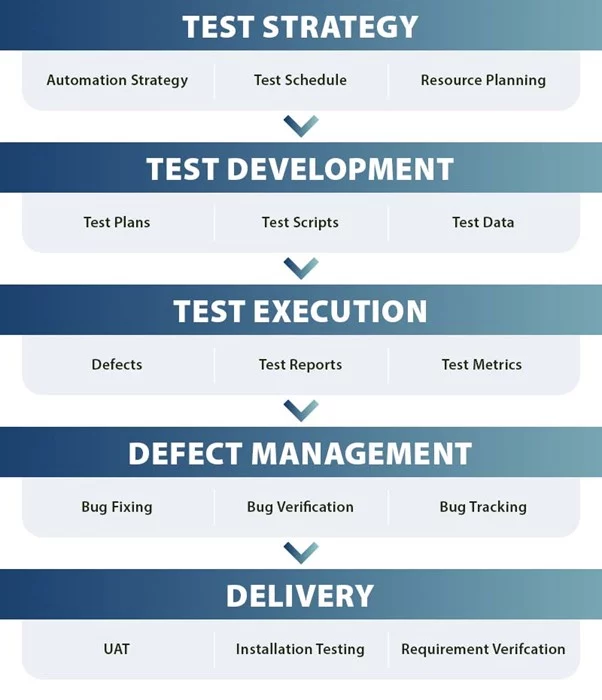 TEST STRATEGY
Automation Strategy Test Schedule Resource Planning
TEST DEVELOPMENT
Test Plans Test Scripts Test Data
TEST EXECUTION
Defects Test Reports Test Metrics
DEFECT MANAGEMENT
Bug Fixing Bug Verification Bug Tracking
DELIVERY
UAT Installation Testing Requirement Verifcation